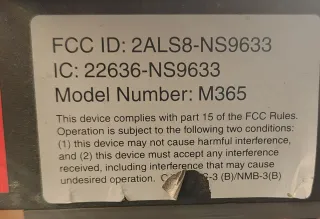 FCC ID: 2ALS8-NS9633
IC: 22636-NS9633
Model Number: M365
This device complies with part 15 of the FCC Rules.
Operation is subject to the following two conditions:
(1) this device may not cause harmful interference,
and (2) this device must accept any interference
received, including interference that may cause
undesired operation. -3 (B)/NMB-3(B)